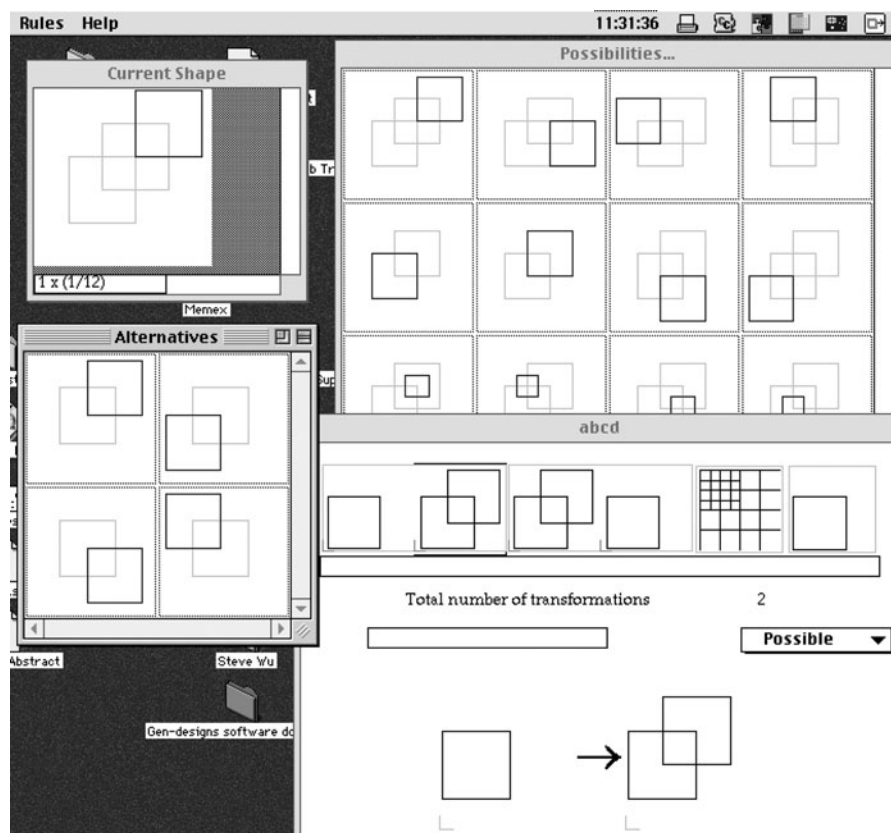 Rules Help 11:31:36
Possibilities...
Current Shape
1 x (1/12)
Memex
Alternatives
abcd
Total number of transformations 2
Possible
Abstract
Steve Wu
Gen-designs software do